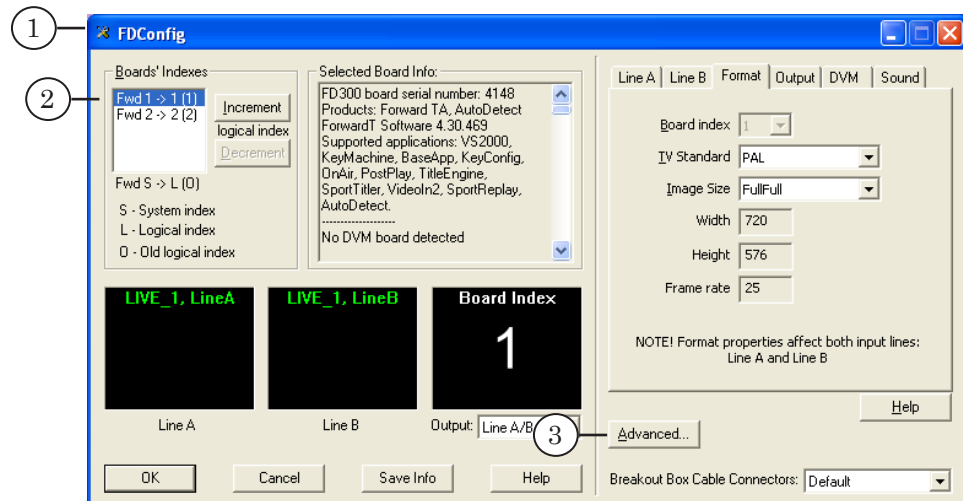 1
FDConfig
2
Boards' Indexes
Fwd 1 -> 1 (1)
Fwd 2 -> 2 (2)
Increment
logical index
Decrement
Fwd S -> L (O)
S - System index
L - Logical index
O - Old logical index
Selected Board Info:
FD300 board serial number: 4148
Products: Forward TA, AutoDetect
ForwardT Software 4.30.469
Supported applications: VS2000,
KeyMachine, BaseApp, KeyConfig,
OnAir, PostPlay, TitleEngine,
SportTitler, VideoIn2, SportReplay,
AutoDetect.
--------------------
No DVM board detected
LIVE_1, LineA
LIVE_1, LineB
Board Index
1
Line A
Line B
Output: Line A/B
OK
Cancel
Save Info
Help
Line A Line B Format Output DVM Sound
Board index 1
TV Standard PAL
Image Size FullFull
Width 720
Height 576
Frame rate 25
NOTE! Format properties affect both input lines:
Line A and Line B
Help
3
Advanced...
Breakout Box Cable Connectors: Default